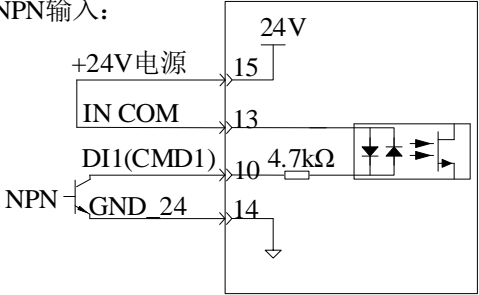 NPN输入：
24V
+24V电源
15
IN COM
13
DI1(CMD1)
10
4.7kΩ
NPN
GND_24
14